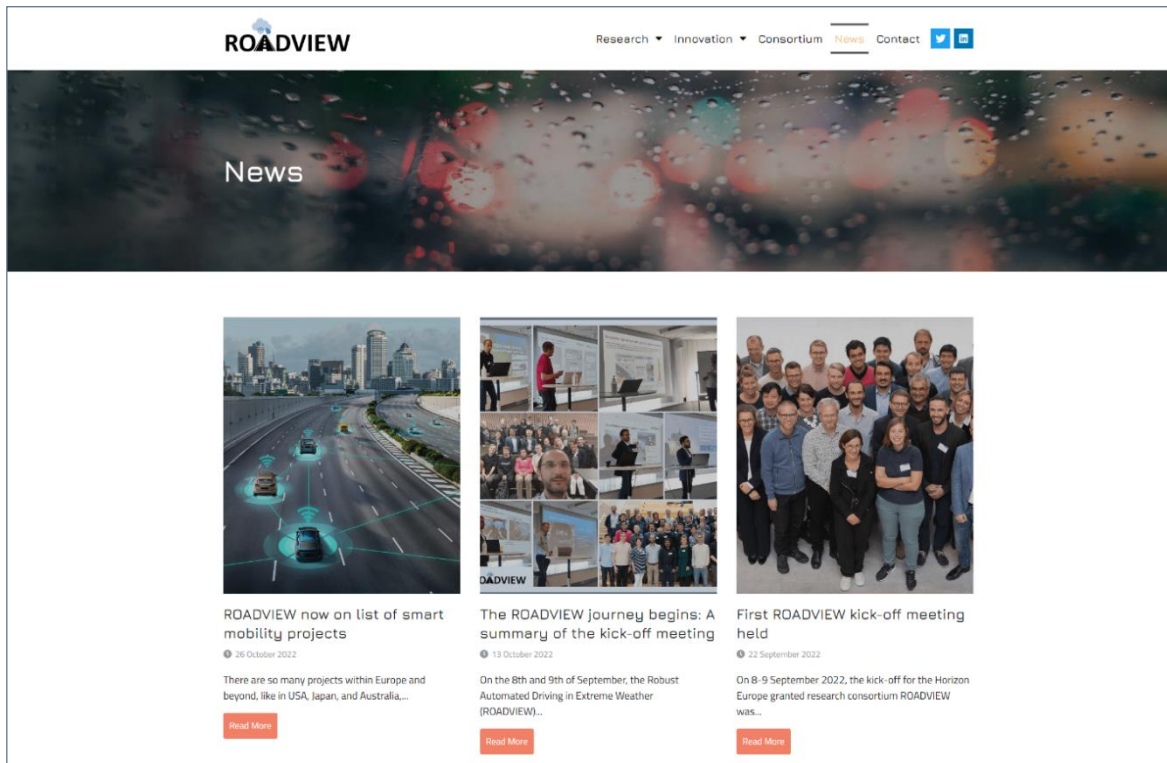 ROADVIEW
Research Innovation Consortium News Contact
News
OADVIEW
ROADVIEW now on list of smart
mobility projects
26 October 2022
There are so many projects within Europe and
beyond, like in USA, Japan, and Australia,...
Read More
The ROADVIEW journey begins: A
summary of the kick-off meeting
13 October 2022
On the 8th and 9th of September, the Robust
Automated Driving in Extreme Weather
(ROADVIEW)...
Read More
First ROADVIEW kick-off meeting
held
22 September 2022
On 8-9 September 2022, the kick-off for the Horizon
Europe granted research consortium ROADVIEW
was...
Read More